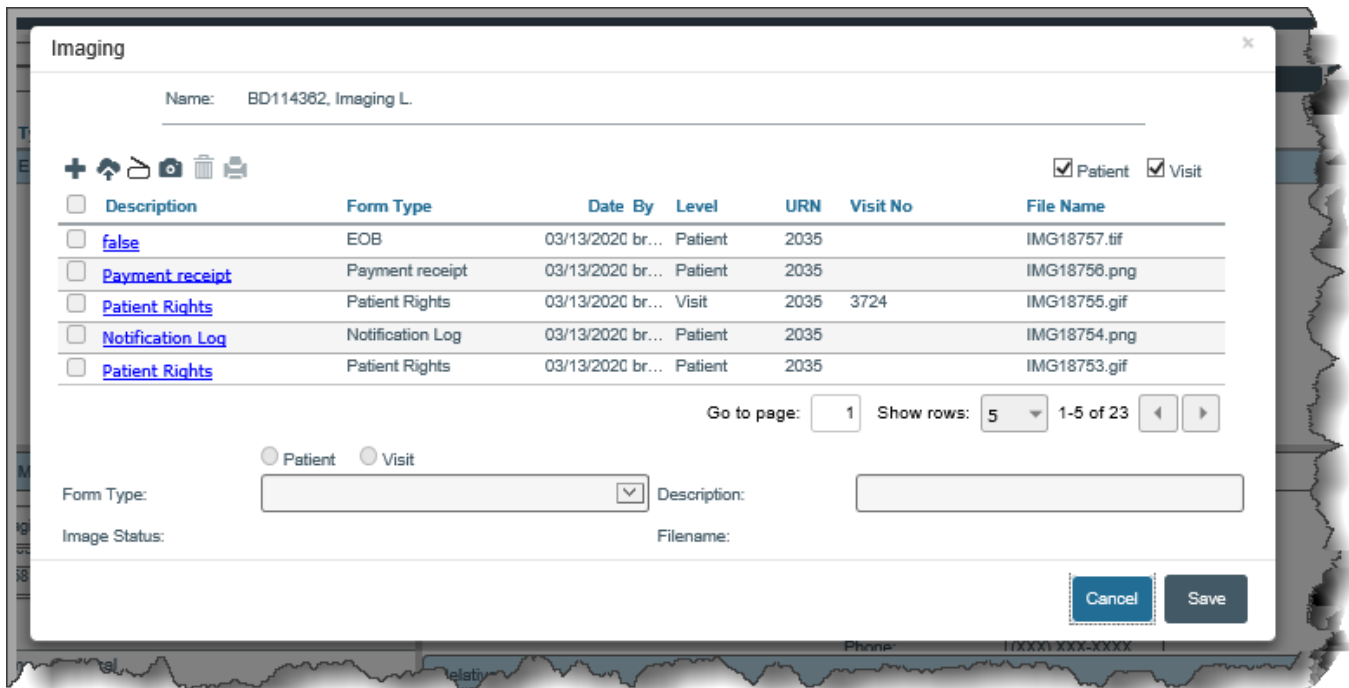 Imaging
Name: BD114362, Imaging L.
Patient Visit
Description Form Type Date By Level URN Visit No File Name
false EOB 03/13/2020 br... Patient 2035 IMG18757.tif
Payment receipt Payment receipt 03/13/2020 br... Patient 2035 IMG18756.png
Patient Rights Patient Rights 03/13/2020 br... Visit 2035 3724 IMG18755.gif
Notification Log Notification Log 03/13/2020 br... Patient 2035 IMG18754.png
Patient Rights Patient Rights 03/13/2020 br... Patient 2035 IMG18753.gif
Go to page: 1 Show rows: 5 1-5 of 23
Patient Visit
Form Type: Description:
Image Status: Filename:
Cancel Save
Phone: (XXX) XXX-XXXX